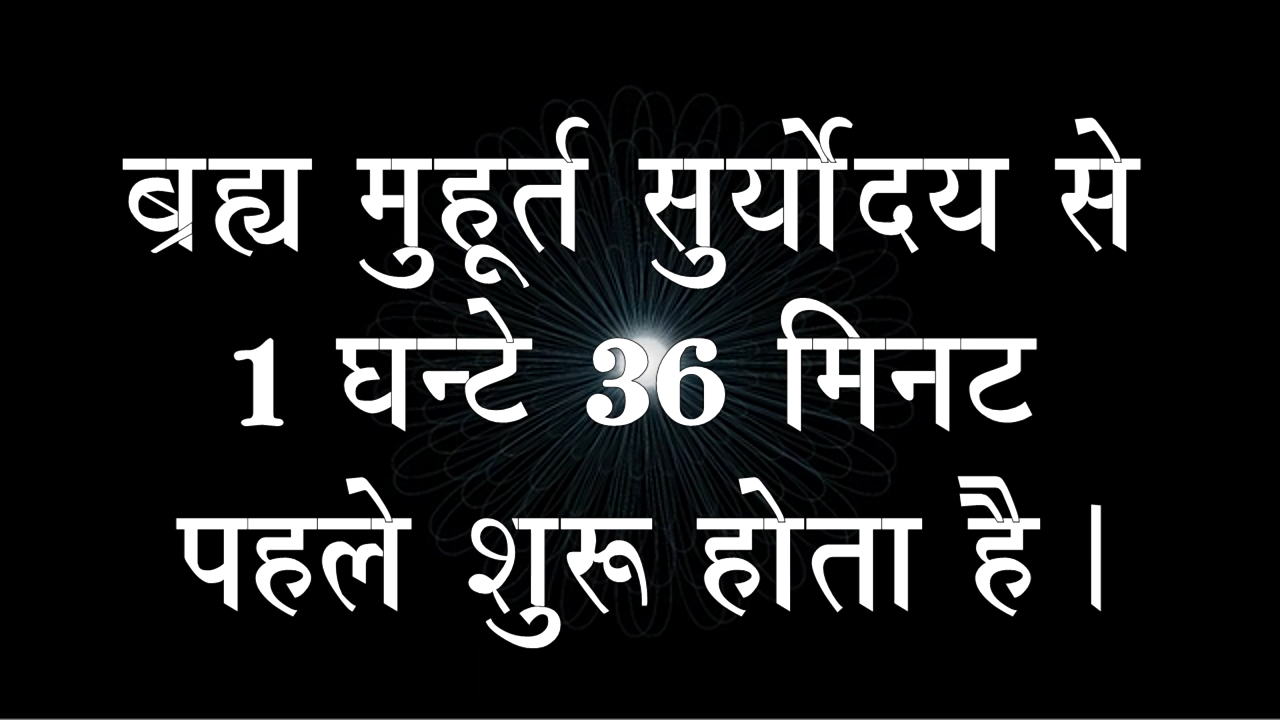 ब्रह्य मुहूर्त सुर्योदय से
1 घन्टे 36 मिनट
पहले शुरू होता है |